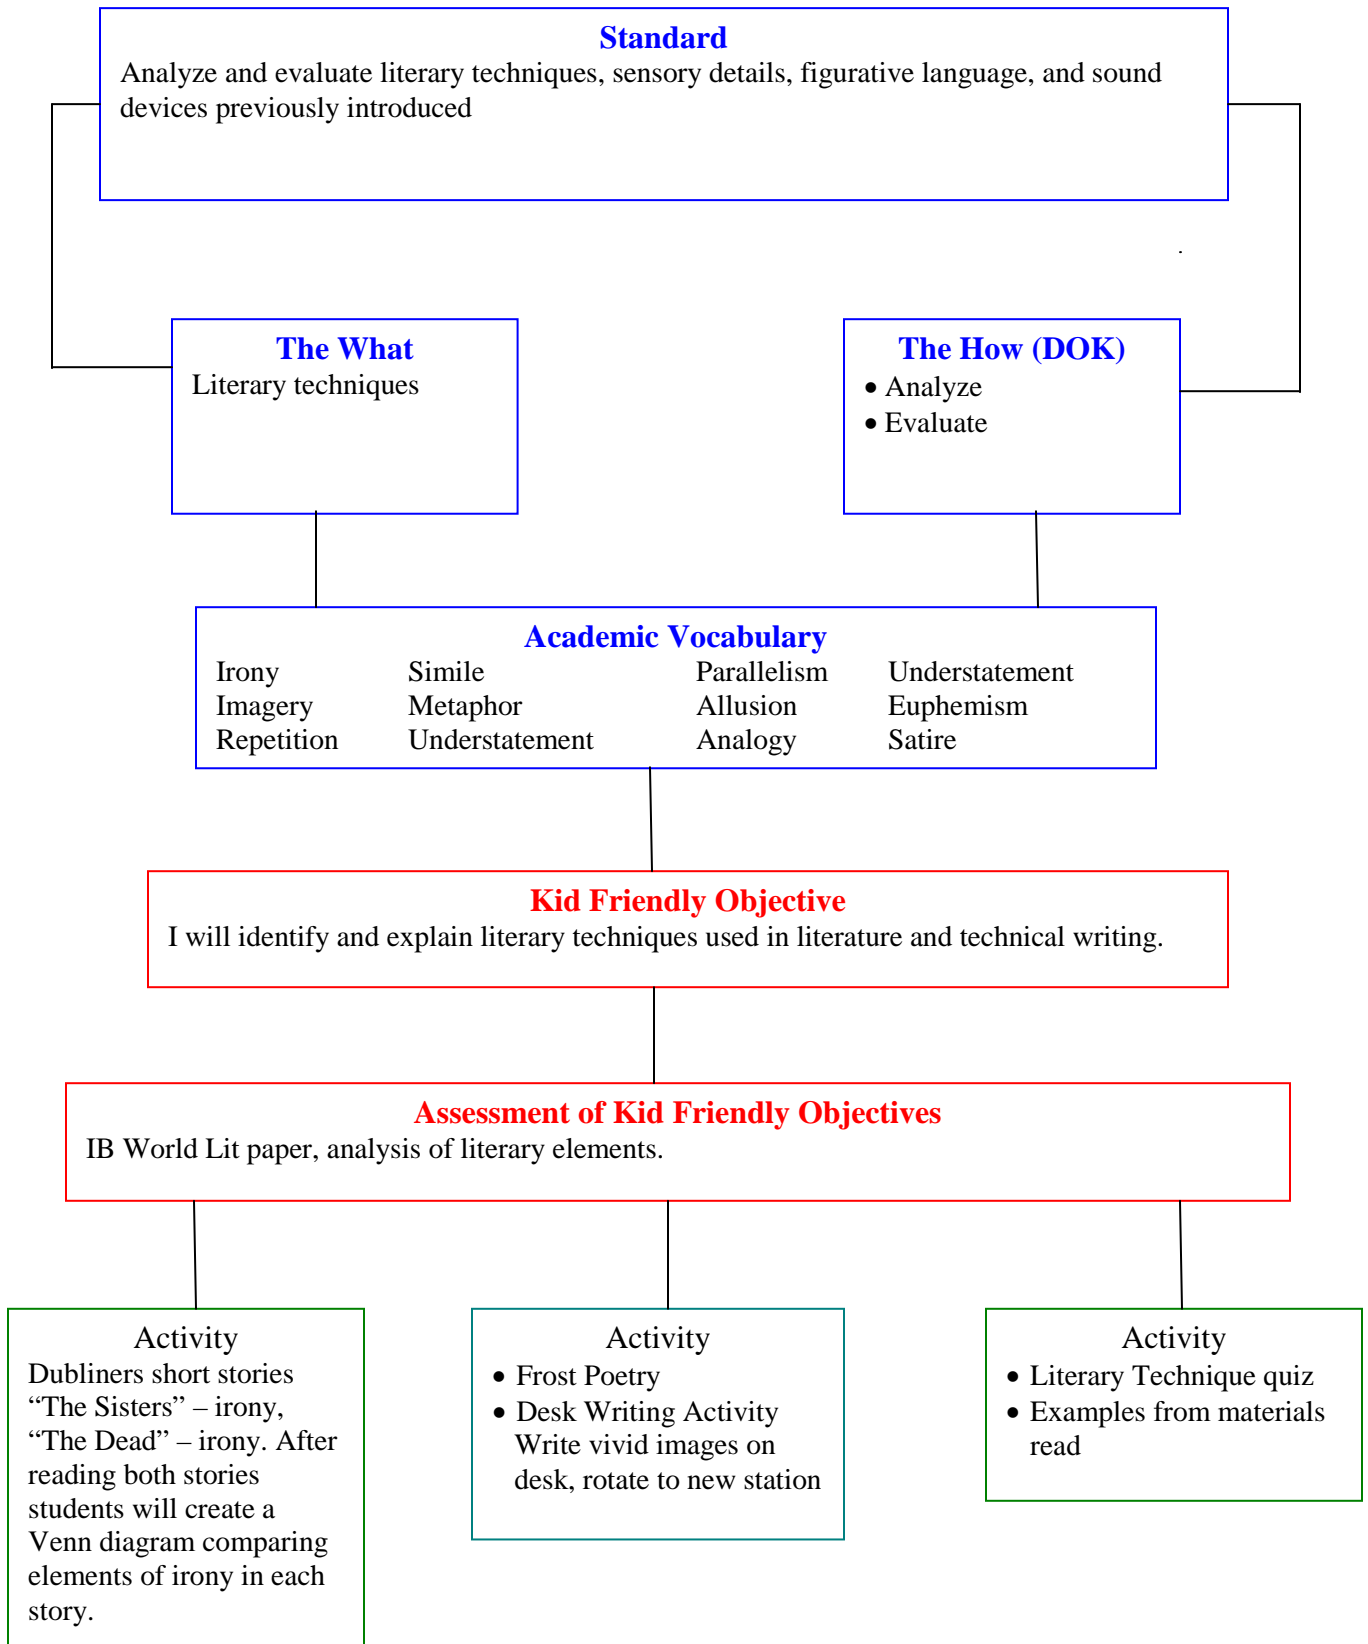 Standard
Analyze and evaluate literary techniques, sensory details, figurative language, and sound
devices previously introduced
The What
Literary techniques
The How (DOK)
• Analyze
• Evaluate
Academic Vocabulary
Irony Simile Parallelism Understatement
Imagery Metaphor Allusion Euphemism
Repetition Understatement Analogy Satire
Kid Friendly Objective
I will identify and explain literary techniques used in literature and technical writing.
Assessment of Kid Friendly Objectives
IB World Lit paper, analysis of literary elements.
Activity
Dubliners short stories
“The Sisters” – irony,
“The Dead” – irony. After
reading both stories
students will create a
Venn diagram comparing
elements of irony in each
story.
Activity
• Frost Poetry
• Desk Writing Activity
Write vivid images on
desk, rotate to new station
Activity
• Literary Technique quiz
• Examples from materials
read